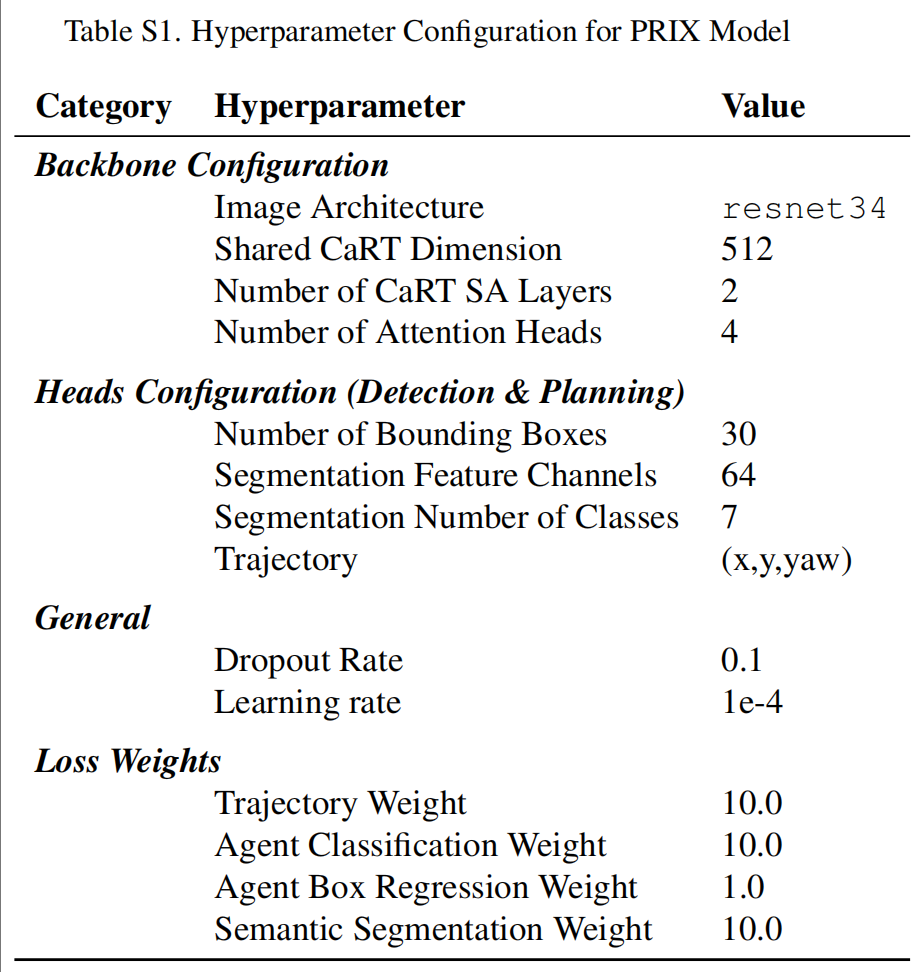 Table S1. Hyperparameter Configuration for PRIX Model
Category Hyperparameter Value
Backbone Configuration
Image Architecture resnet34
Shared CaRT Dimension 512
Number of CaRT SA Layers 2
Number of Attention Heads 4
Heads Configuration (Detection & Planning)
Number of Bounding Boxes 30
Segmentation Feature Channels 64
Segmentation Number of Classes 7
Trajectory (x,y,yaw)
General
Dropout Rate 0.1
Learning rate 1e-4
Loss Weights
Trajectory Weight 10.0
Agent Classification Weight 10.0
Agent Box Regression Weight 1.0
Semantic Segmentation Weight 10.0